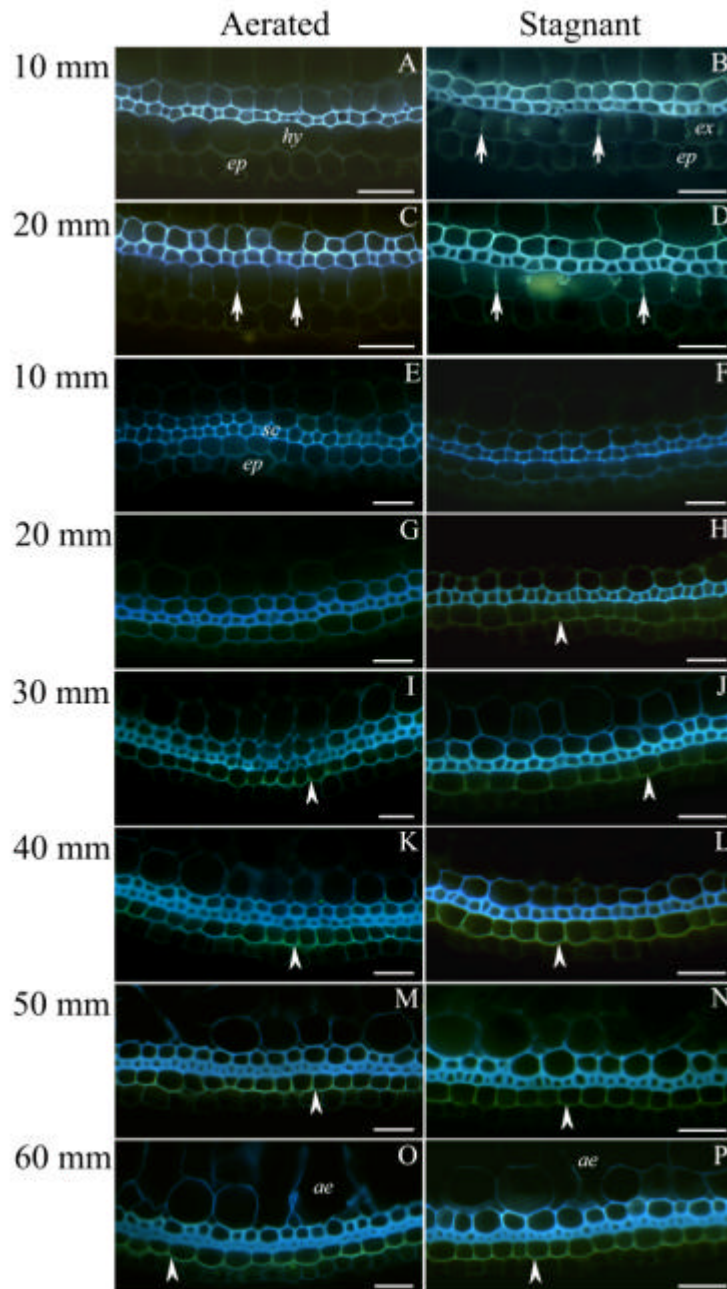 Aerated Stagnant
10 mm A B
hy ex
ep ep
20 mm C D
10 mm E F
sc
ep
20 mm G H
30 mm I J
40 mm K L
50 mm M N
60 mm O P
ae ae